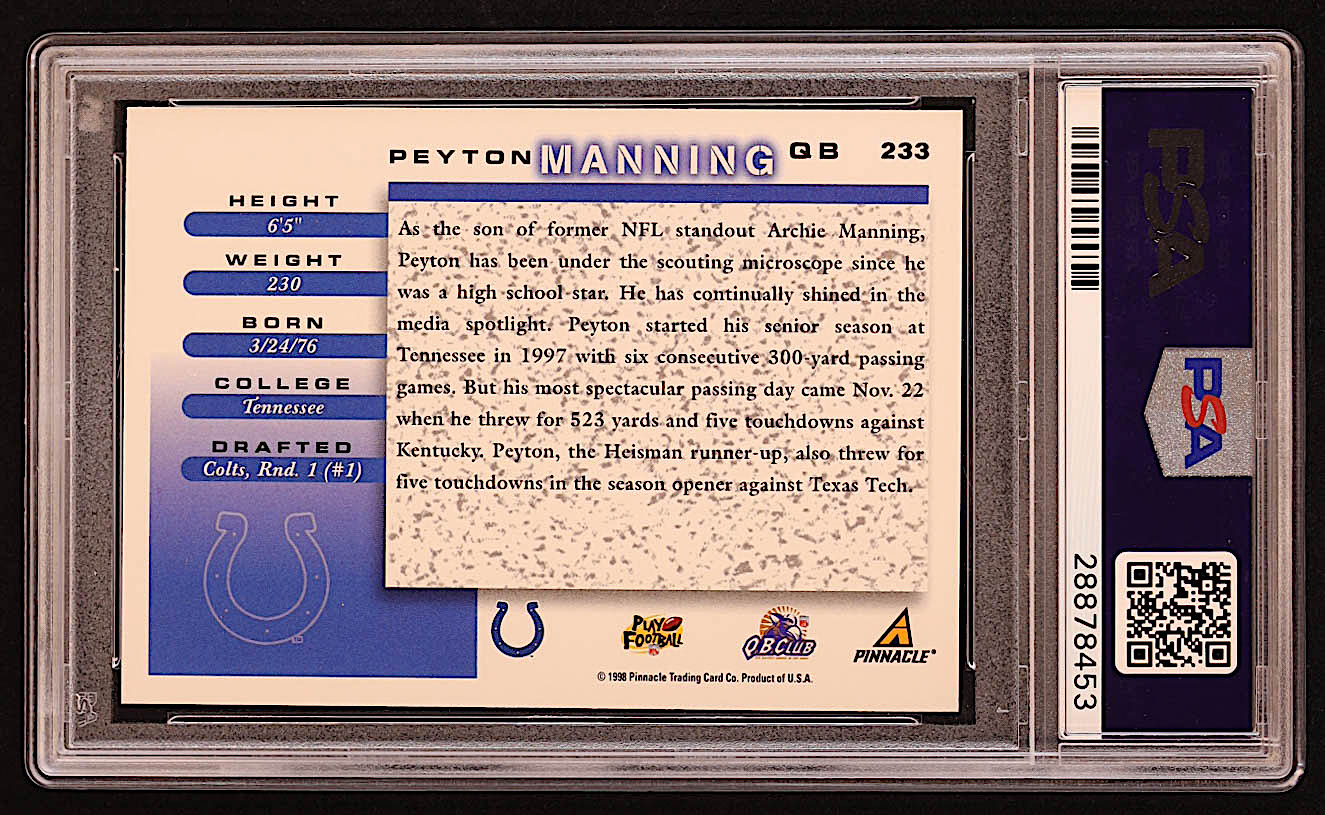 PEYTON MANNING QB 233
HEIGHT
6'5"
WEIGHT
230
BORN
3/24/76
COLLEGE
Tennessee
DRAFTED
Colts, Rnd. 1 (#1)
As the son of former NFL standout Archie Manning,
Peyton has been under the scouting microscope since he
was a high school star. He has continually shined in the
media spotlight. Peyton started his senior season at
Tennessee in 1997 with six consecutive 300-yard passing
games. But his most spectacular passing day came Nov. 22
when he threw for 523 yards and five touchdowns against
Kentucky. Peyton, the Heisman runner-up, also threw for
five touchdowns in the season opener against Texas Tech.
PLAY
FOOTBALL
QB CLUB
PINNACLE®
© 1998 Pinnacle Trading Card Co. Product of U.S.A.
PSA
PSA
28878453
PSA